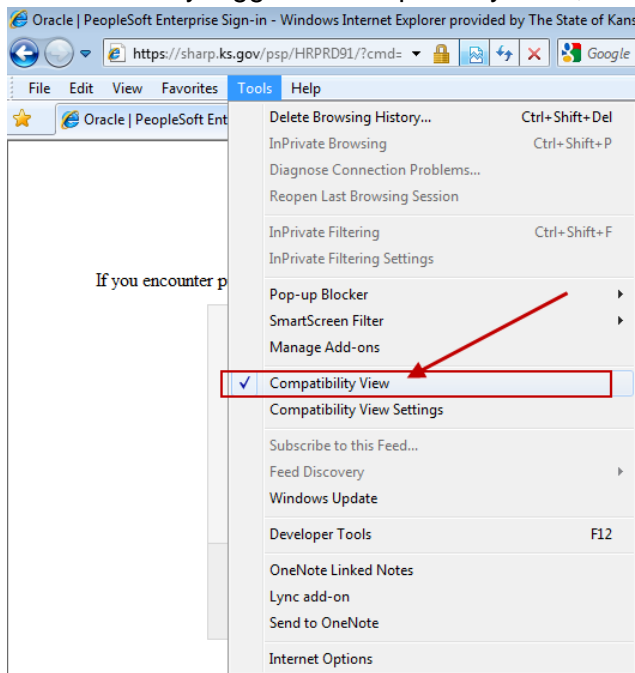 Oracle | PeopleSoft Enterprise Sign-in - Windows Internet Explorer provided by The State of Kans
https://sharp.ks.gov/psp/HRPRD91/?cmd=
Google
File Edit View Favorites Tools Help
Oracle | PeopleSoft Ent
Delete Browsing History... Ctrl+Shift+Del
InPrivate Browsing Ctrl+Shift+P
Diagnose Connection Problems...
Reopen Last Browsing Session
InPrivate Filtering Ctrl+Shift+F
InPrivate Filtering Settings
If you encounter p
Pop-up Blocker
SmartScreen Filter
Manage Add-ons
Compatibility View
Compatibility View Settings
Subscribe to this Feed...
Feed Discovery
Windows Update
Developer Tools F12
OneNote Linked Notes
Lync add-on
Send to OneNote
Internet Options